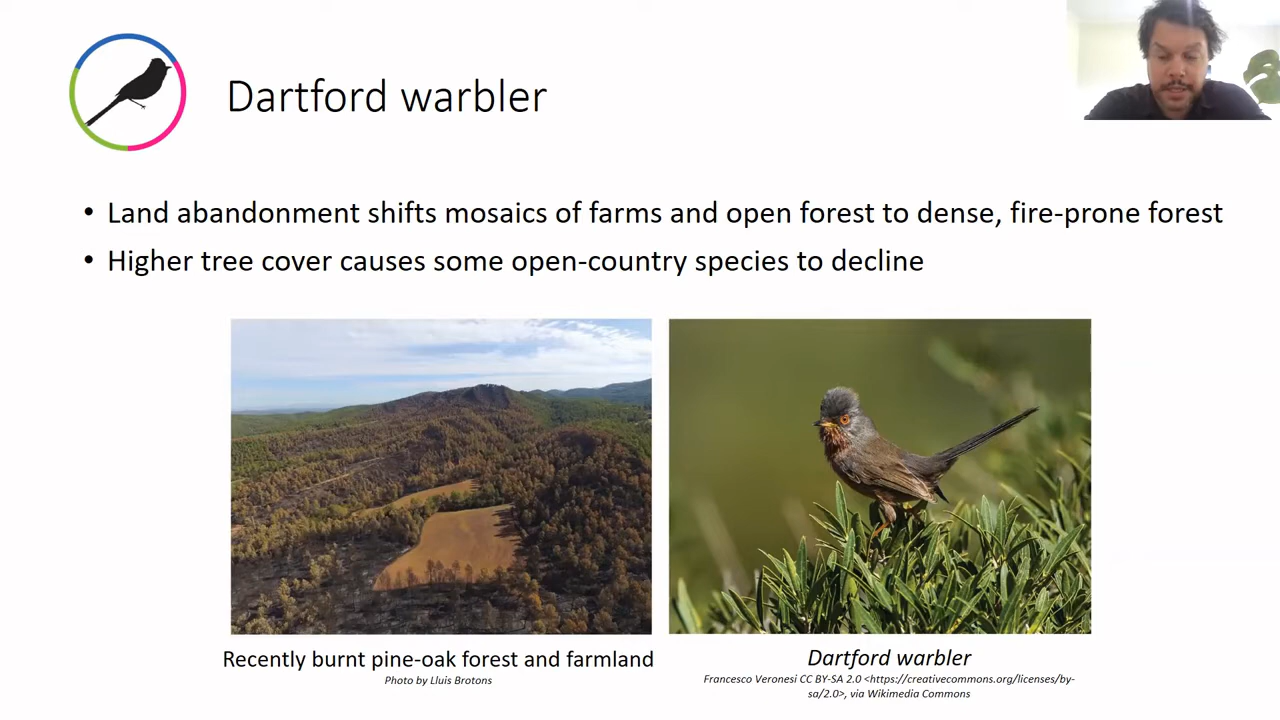 Dartford warbler
• Land abandonment shifts mosaics of farms and open forest to dense, fire-prone forest
• Higher tree cover causes some open-country species to decline
Recently burnt pine-oak forest and farmland
Photo by Lluis Brotons
Dartford warbler
Francesco Veronesi CC BY-SA 2.0 <https://creativecommons.org/licenses/by-
sa/2.0>, via Wikimedia Commons